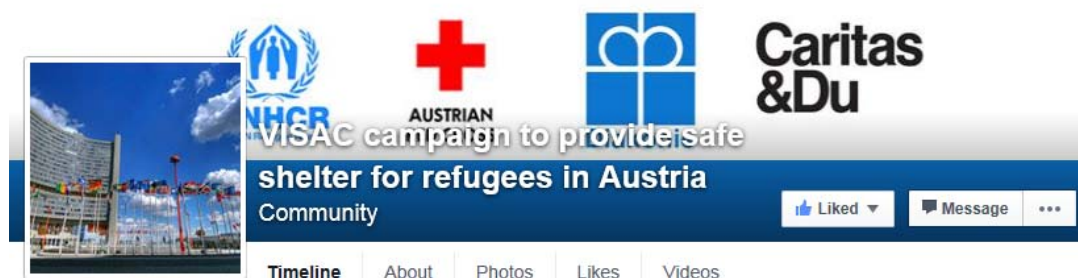 UNHCR
AUSTRIAN
Caritas
&Du
VISAC campaign to provide safe
shelter for refugees in Austria
Community
Liked
Message
Timeline
About
Photos
Likes
Videos